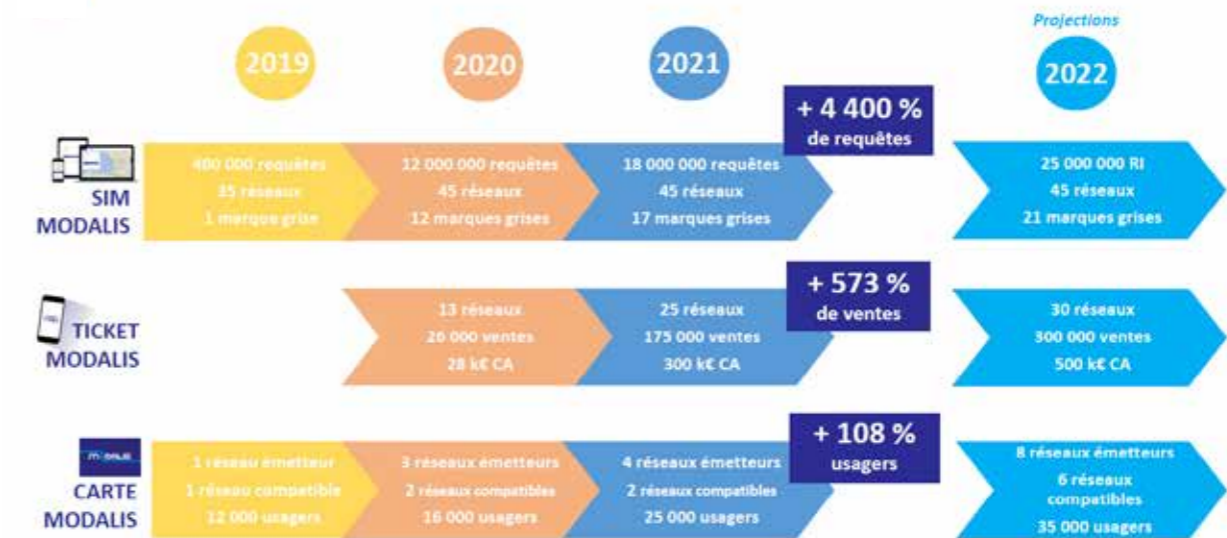 Projections
2019
2020
2021
2022
+ 4 400 %
de requêtes
SIM
MODALIS
400 000 requêtes
35 réseaux
1 marque grise
12 000 000 requêtes
45 réseaux
12 marques grises
18 000 000 requêtes
45 réseaux
17 marques grises
25 000 000 RI
45 réseaux
21 marques grises
+ 573 %
de ventes
TICKET
MODALIS
13 réseaux
26 000 ventes
28 k€ CA
25 réseaux
175 000 ventes
300 k€ CA
30 réseaux
300 000 ventes
500 k€ CA
+ 108 %
usagers
CARTE
MODALIS
1 réseau émetteur
1 réseau compatible
12 000 usagers
3 réseaux émetteurs
2 réseaux compatibles
16 000 usagers
4 réseaux émetteurs
2 réseaux compatibles
25 000 usagers
8 réseaux émetteurs
6 réseaux
compatibles
35 000 usagers